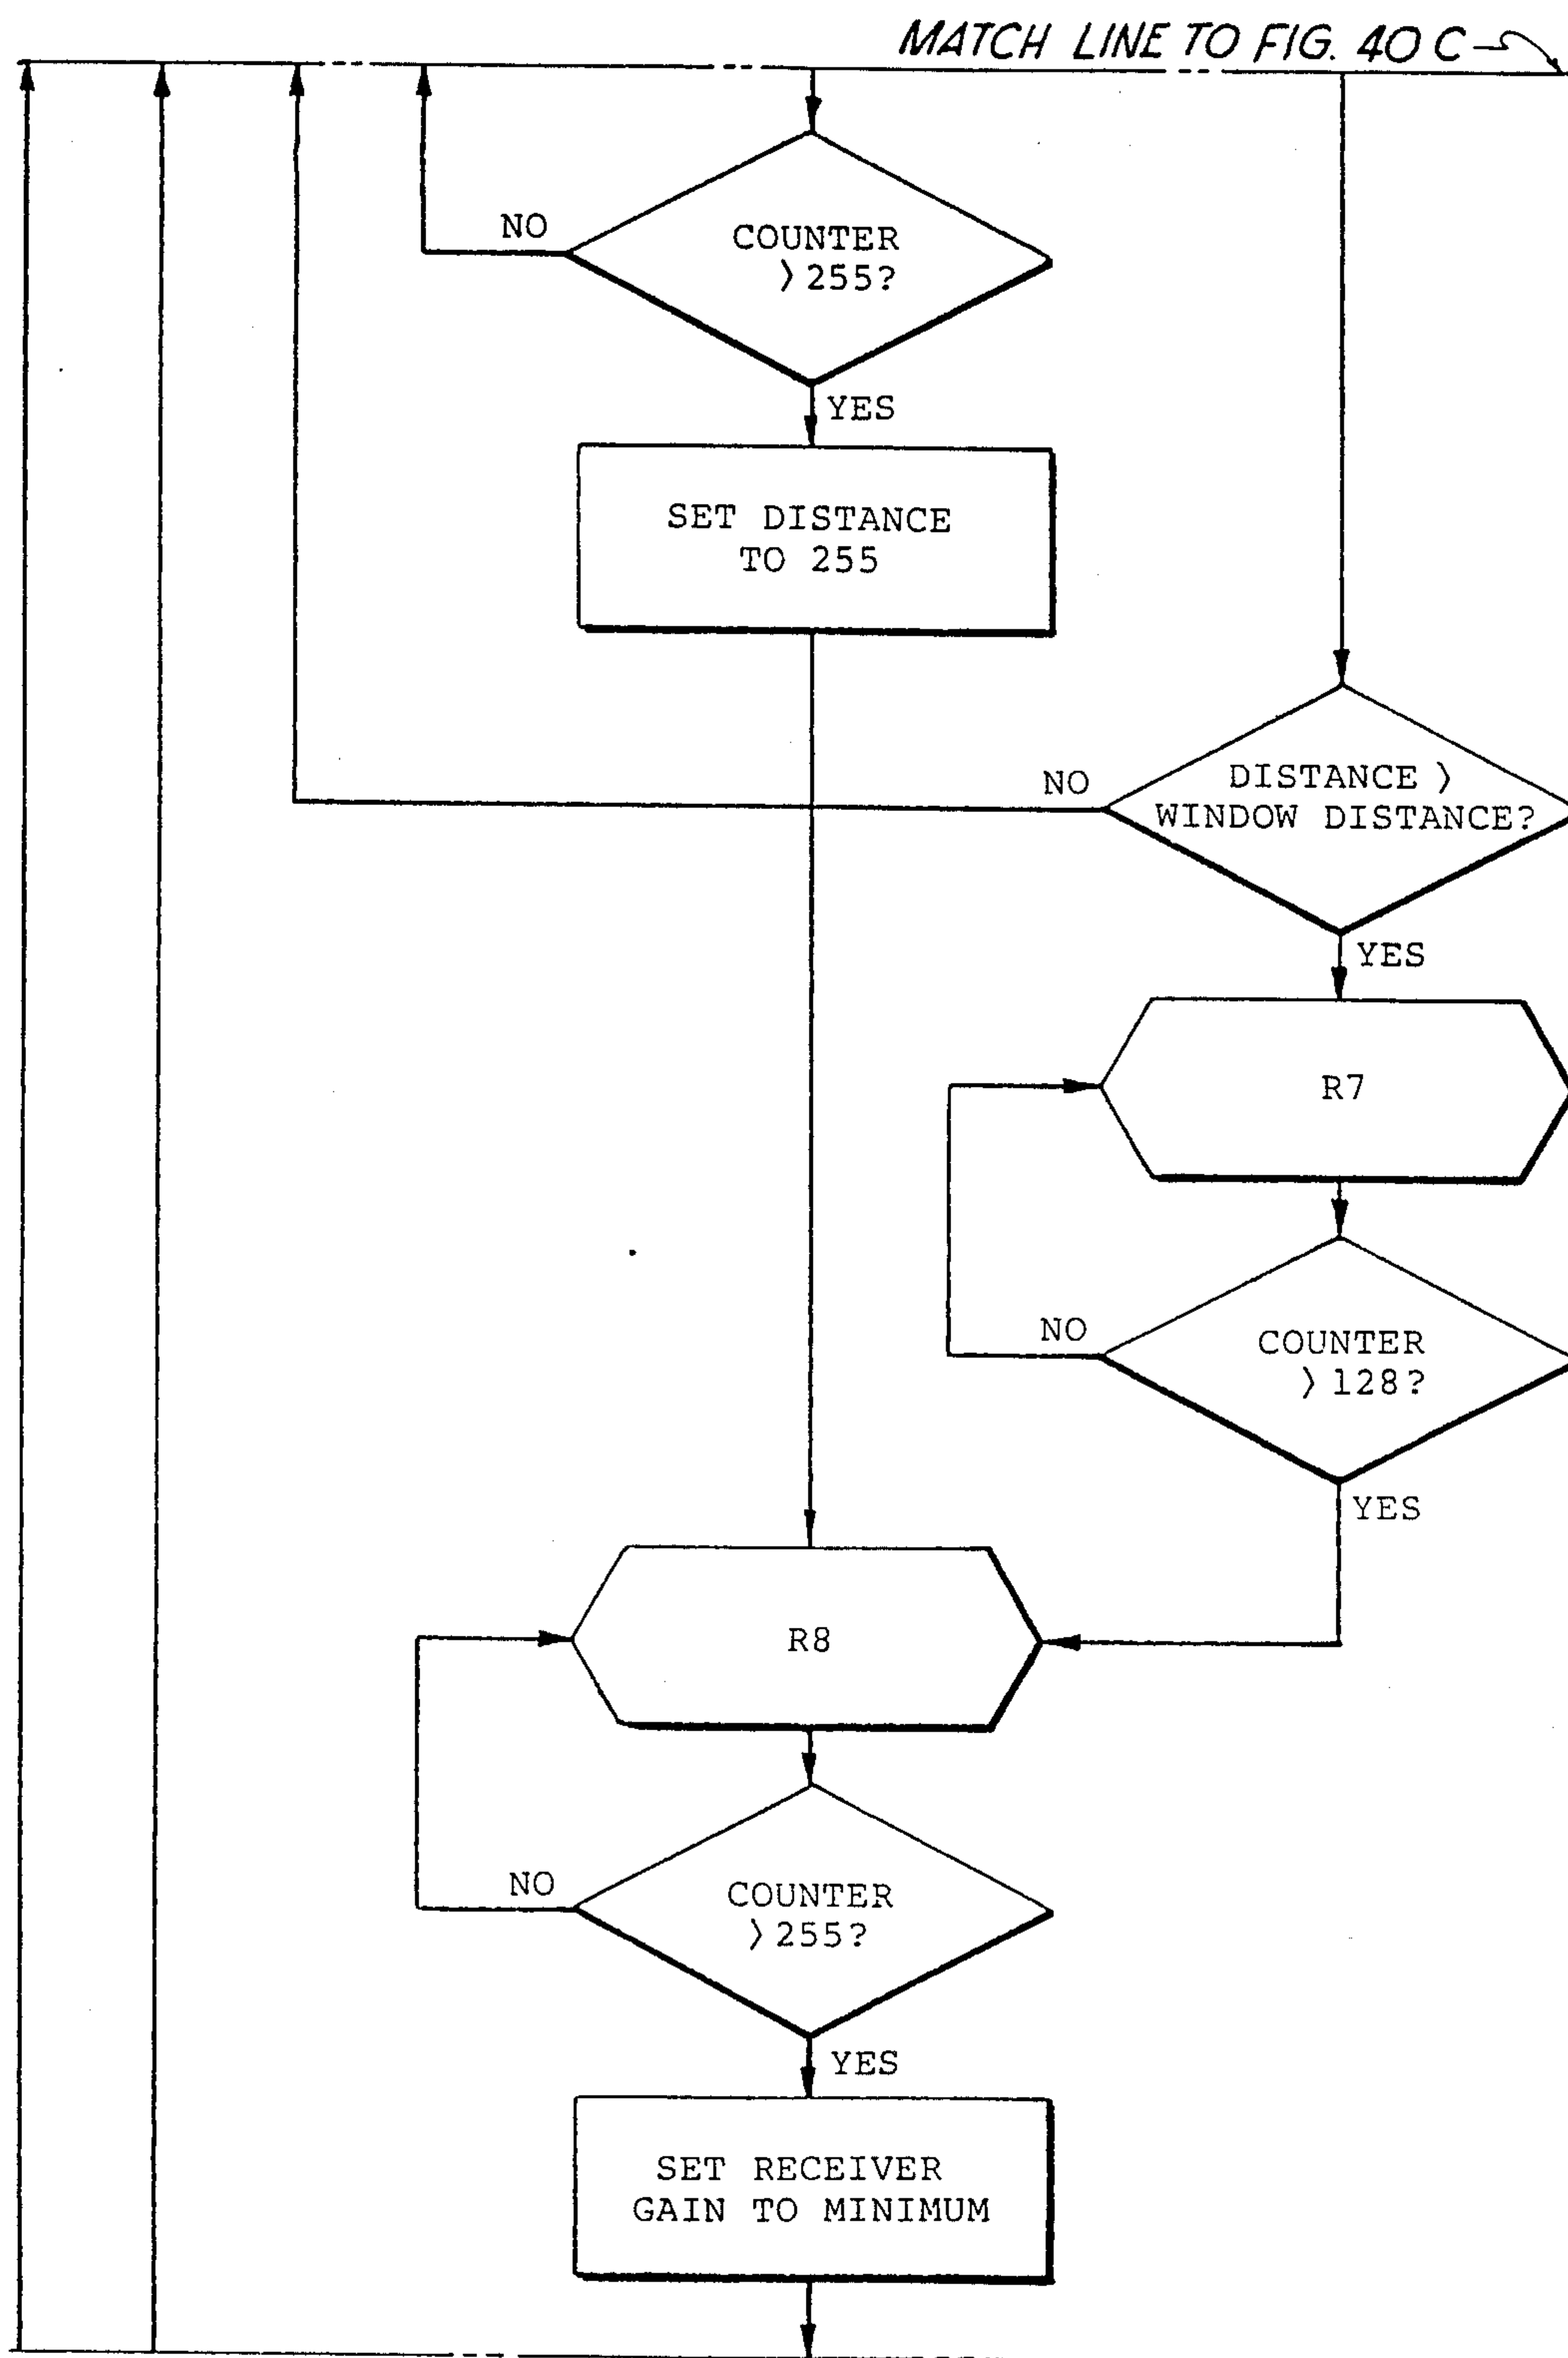 MATCH LINE TO FIG. 40 C
NO
COUNTER
> 255?
YES
SET DISTANCE
TO 255
NO
DISTANCE >
WINDOW DISTANCE?
YES
R7
NO
COUNTER
> 128?
YES
R8
NO
COUNTER
> 255?
YES
SET RECEIVER
GAIN TO MINIMUM